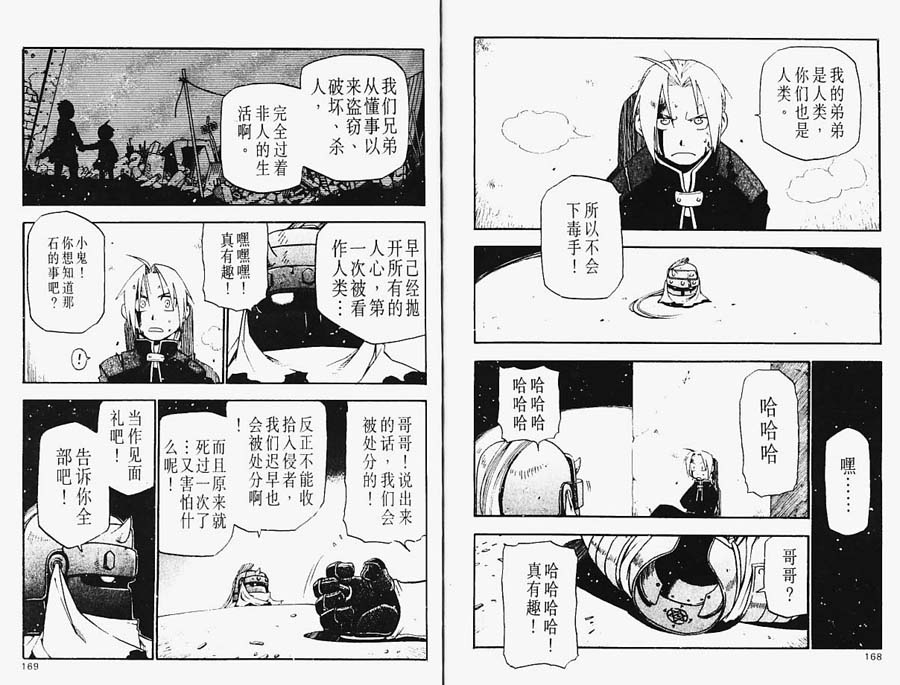 我的弟弟
是人类，
你们也是
人类。
所以不会
下毒手！
嘿……
哈哈哈
哈哈哈
哈哈哈
哥哥？
哈哈哈哈！
真有趣！
168
我们兄弟
从懂事以
来盗窃、
破坏、杀
人，
完全过着
非人的生
活啊。
早已经抛
开所有的
人心，第
一次被看
作人类…
嘿嘿嘿！
真有趣！
小鬼！
你想知道那
石的事吧？
！
哥哥！说出来
的话，我们会
被处分的！
反正不能收
拾入侵者，
我们迟早也
会被处分啊
！
而且原来就
死过一次了
…又害怕什
么呢！
当作见面
礼吧！
告诉你全
部吧！
169